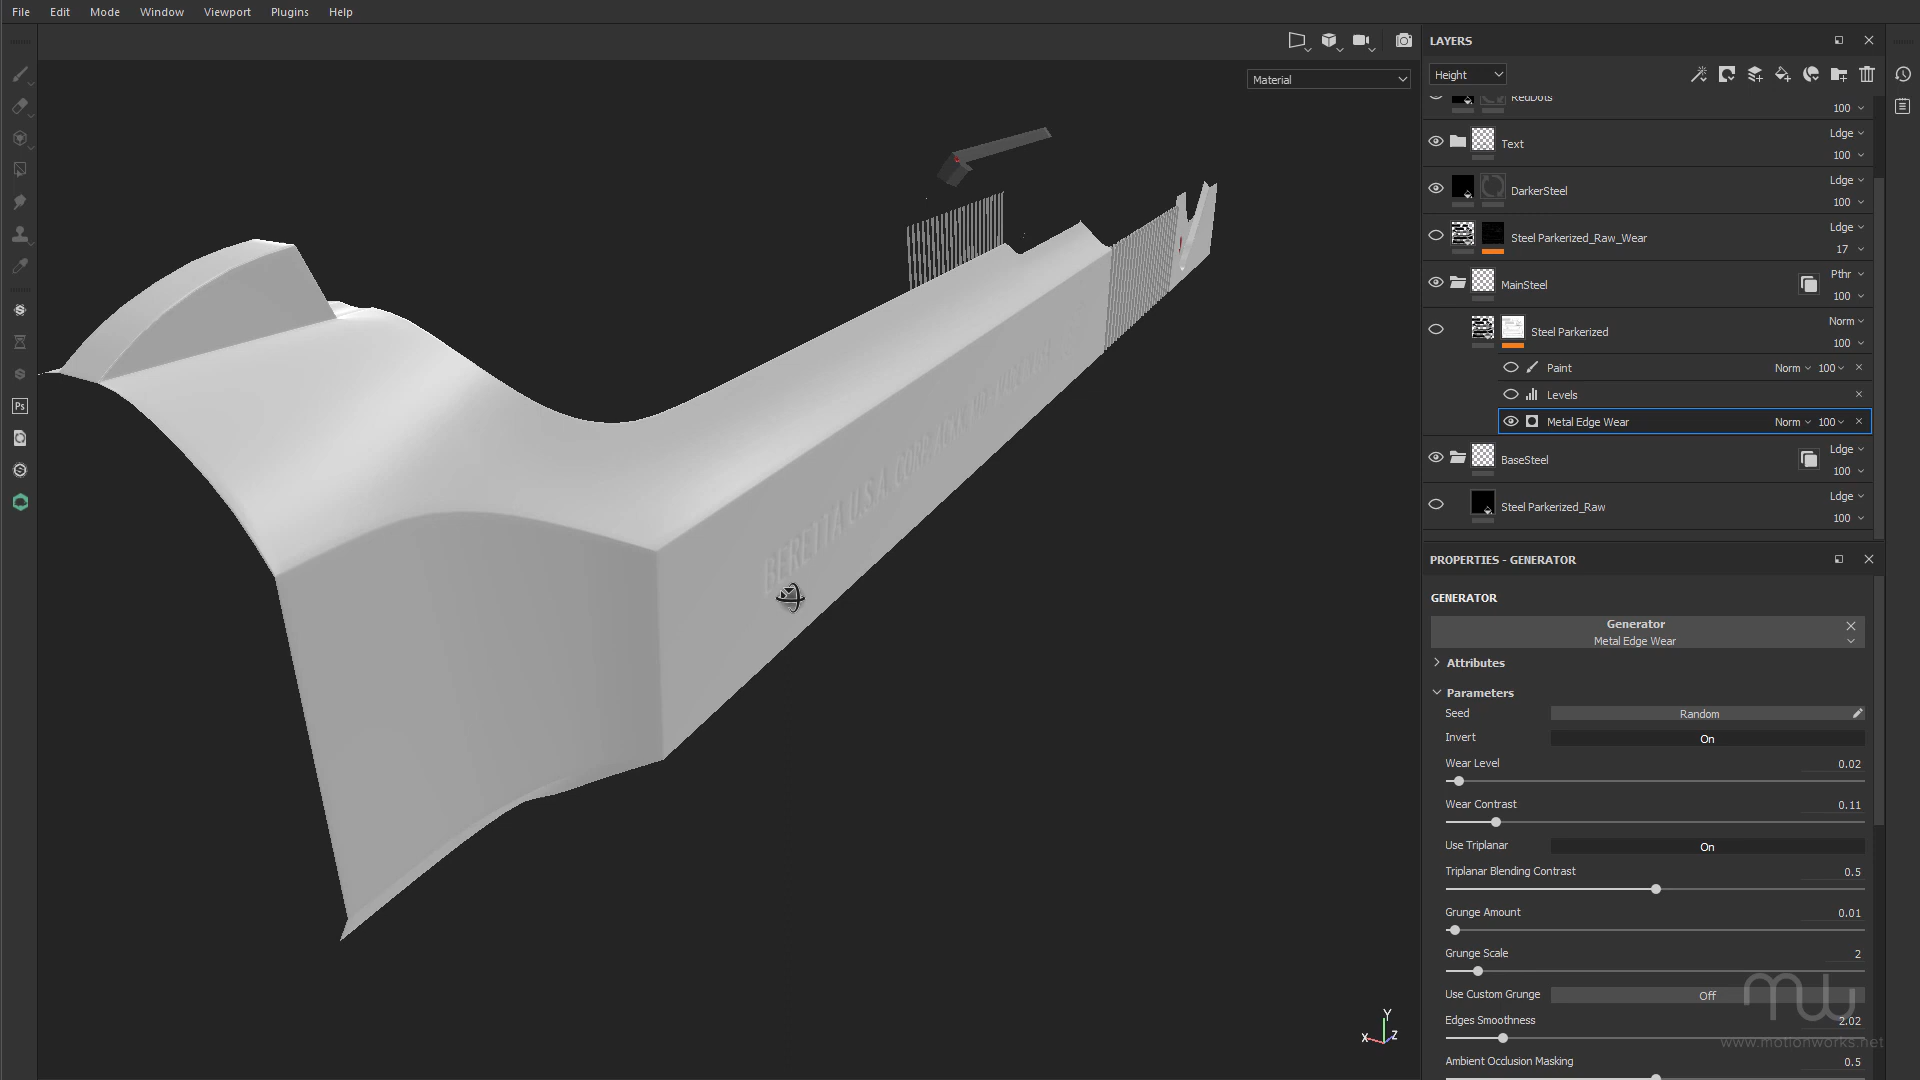 File Edit Mode Window Viewport Plugins Help
Material
LAYERS
Height
RedDots
100
Text
Ldge
100
DarkerSteel
Ldge
100
Steel Parkerized_Raw_Wear
Ldge
17
MainSteel
Pthr
100
Steel Parkerized
Norm
100
Paint Norm 100
Levels
Metal Edge Wear Norm 100
BaseSteel
Ldge
100
Steel Parkerized_Raw
Ldge
100
Ps
BERETTA U.S.A. CORP
PROPERTIES - GENERATOR
GENERATOR
Generator
Metal Edge Wear
Attributes
Parameters
Seed Random
Invert On
Wear Level 0.02
Wear Contrast 0.11
Use Triplanar On
Triplanar Blending Contrast 0.5
Grunge Amount 0.01
Grunge Scale 2
Use Custom Grunge Off
Edges Smoothness 2.02
Ambient Occlusion Masking 0.5
mw
www.motionworks.net
Y
X Z